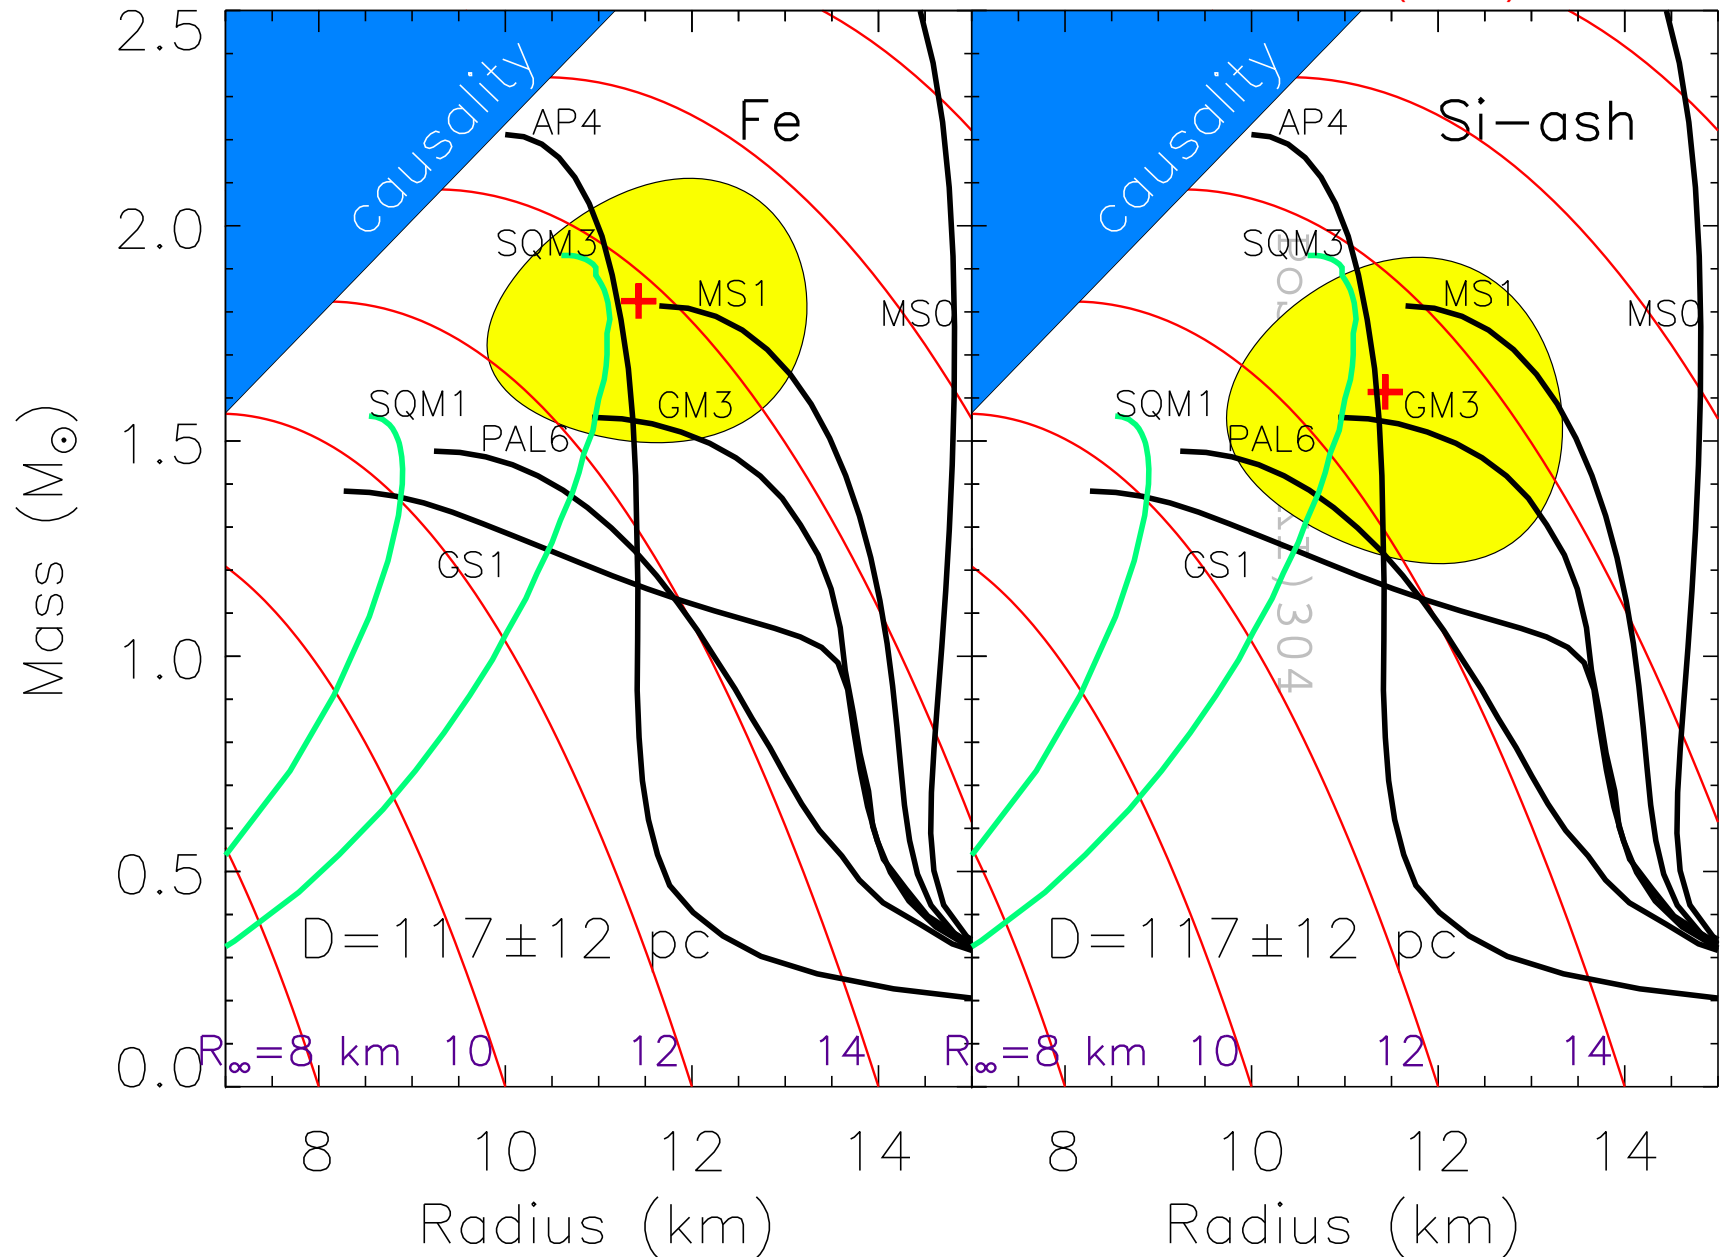 2.5
2.0
1.5
1.0
0.5
0.0
Mass (M☉)
causality
AP4
Fe
SQM3
MS1
MS0
SQM1
GM3
PAL6
GS1
D=117±12 pc
R∞=8 km 10 12 14
8 10 12 14
Radius (km)
causality
AP4
Si-ash
SQM3
MS1
MS0
SQM1
GM3
PAL6
GS1
304
D=117±12 pc
R∞=8 km 10 12 14
8 10 12 14
Radius (km)